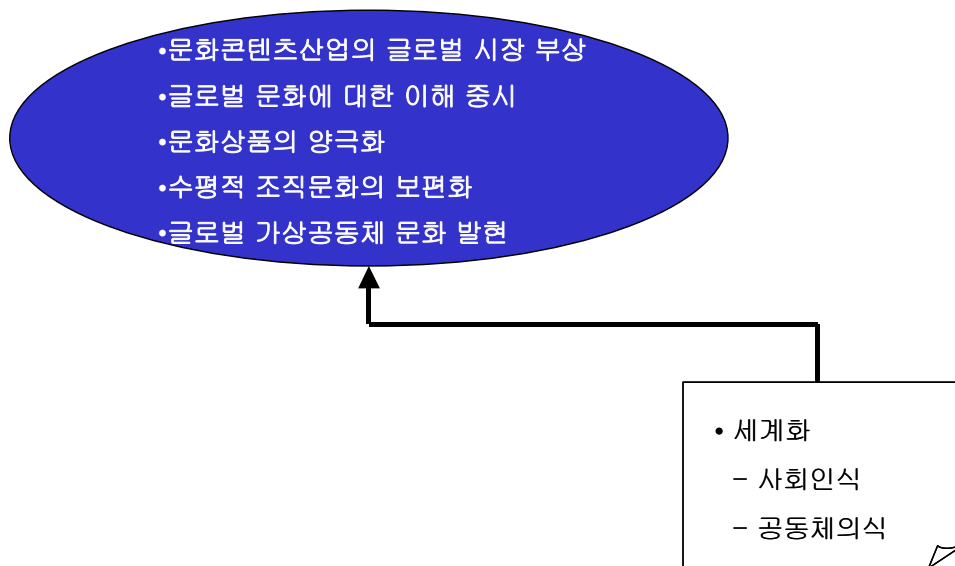 •문화콘텐츠산업의 글로벌 시장 부상
•글로벌 문화에 대한 이해 중시
•문화상품의 양극화
•수평적 조직문화의 보편화
•글로벌 가상공동체 문화 발현
• 세계화
– 사회인식
– 공동체의식